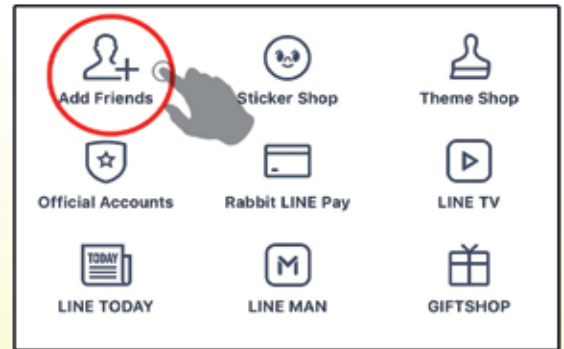 Add Friends
Sticker Shop
Theme Shop
Official Accounts
Rabbit LINE Pay
LINE TV
TODAY
M
LINE TODAY
LINE MAN
GIFTSHOP